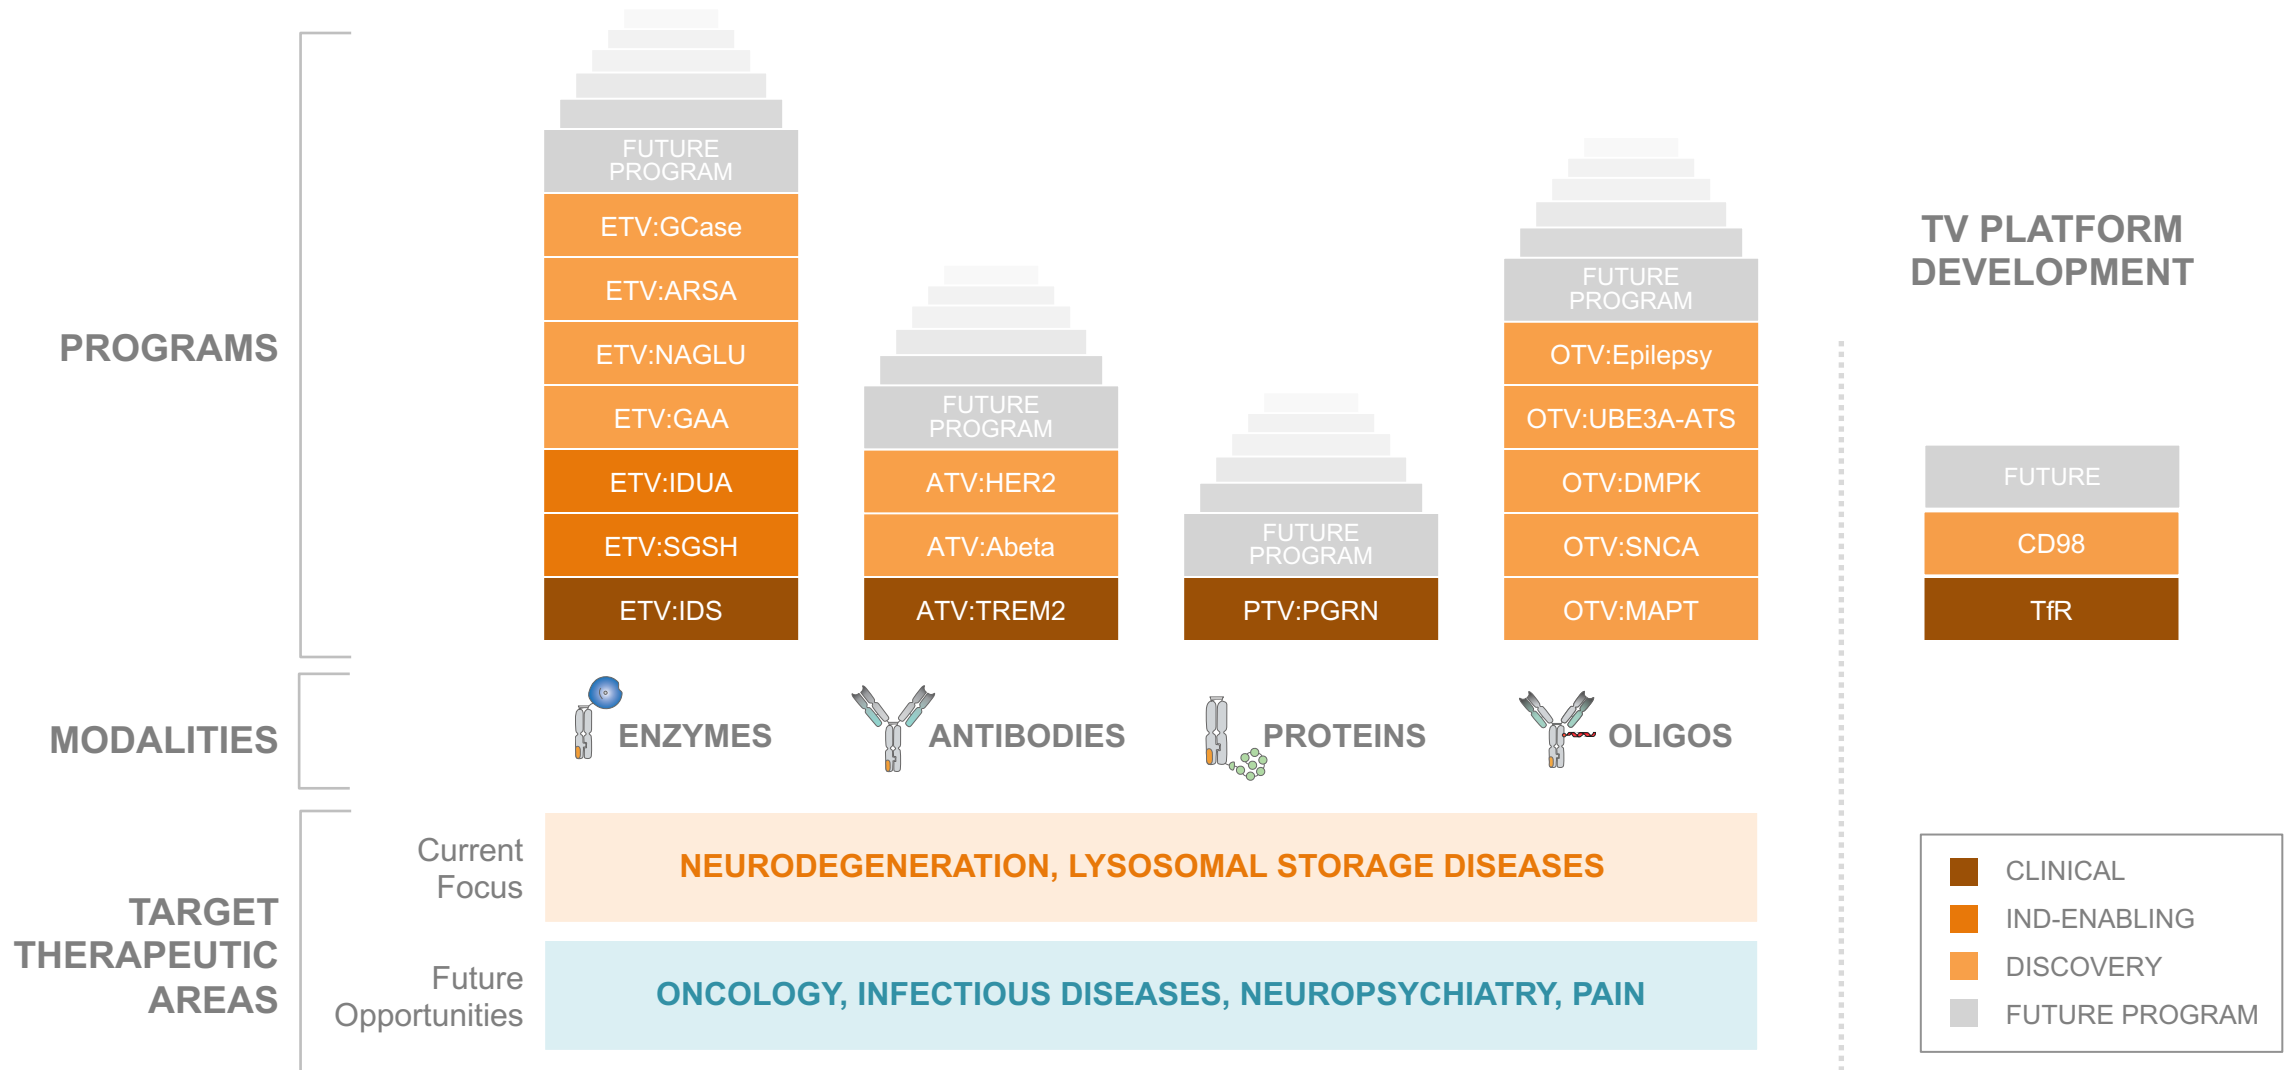 PROGRAMS
FUTURE
PROGRAM
ETV:GCase
ETV:ARSA
ETV:NAGLU
ETV:GAA
ETV:IDUA
ETV:SGSH
ETV:IDS
FUTURE
PROGRAM
ATV:HER2
ATV:Abeta
ATV:TREM2
FUTURE
PROGRAM
PTV:PGRN
FUTURE
PROGRAM
OTV:Epilepsy
OTV:UBE3A-ATS
OTV:DMPK
OTV:SNCA
OTV:MAPT
TV PLATFORM
DEVELOPMENT
FUTURE
CD98
TfR
MODALITIES
ENZYMES
ANTIBODIES
PROTEINS
OLIGOS
TARGET
THERAPEUTIC
AREAS
Current
Focus
NEURODEGENERATION, LYSOSOMAL STORAGE DISEASES
Future
Opportunities
ONCOLOGY, INFECTIOUS DISEASES, NEUROPSYCHIATRY, PAIN
CLINICAL
IND-ENABLING
DISCOVERY
FUTURE PROGRAM